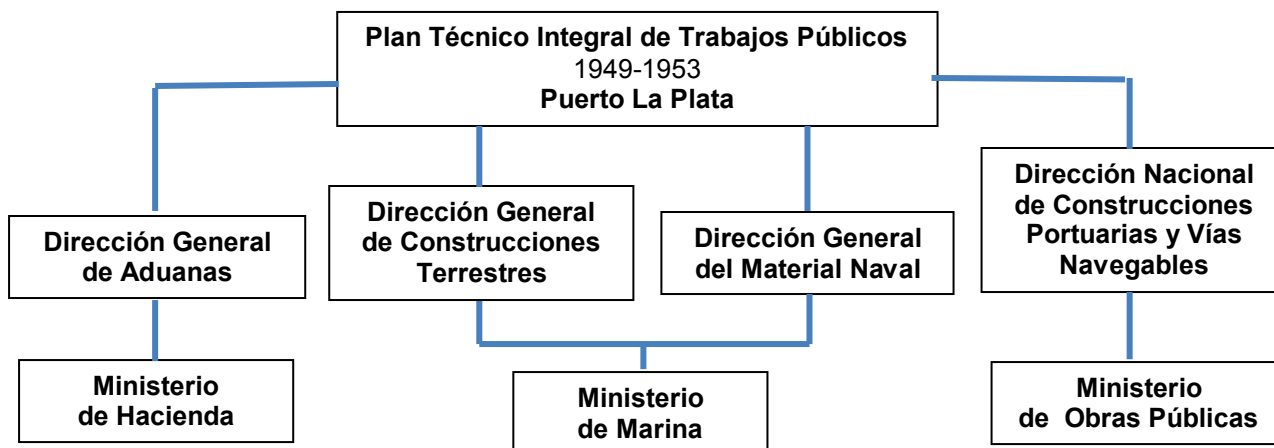 Plan Técnico Integral de Trabajos Públicos
1949-1953
Puerto La Plata
Dirección General
de Aduanas
Dirección General
de Construcciones
Terrestres
Dirección General
del Material Naval
Dirección Nacional
de Construcciones
Portuarias y Vías
Navegables
Ministerio
de Hacienda
Ministerio
de Marina
Ministerio
de Obras Públicas